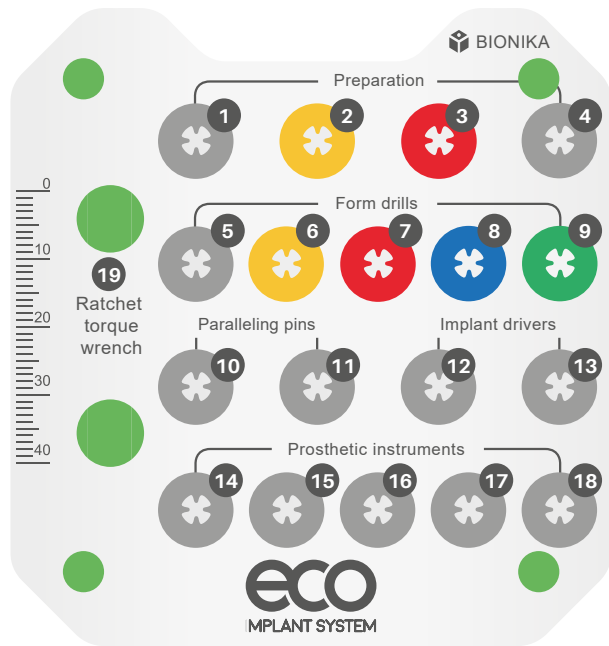 BIONIKA
Preparation
1 2 3 4
0
Form drills
5 6 7 8 9
10
19
Ratchet
torque
wrench
20
Paralleling pins Implant drivers
10 11 12 13
30
Prosthetic instruments
40
14 15 16 17 18
eco
IMPLANT SYSTEM